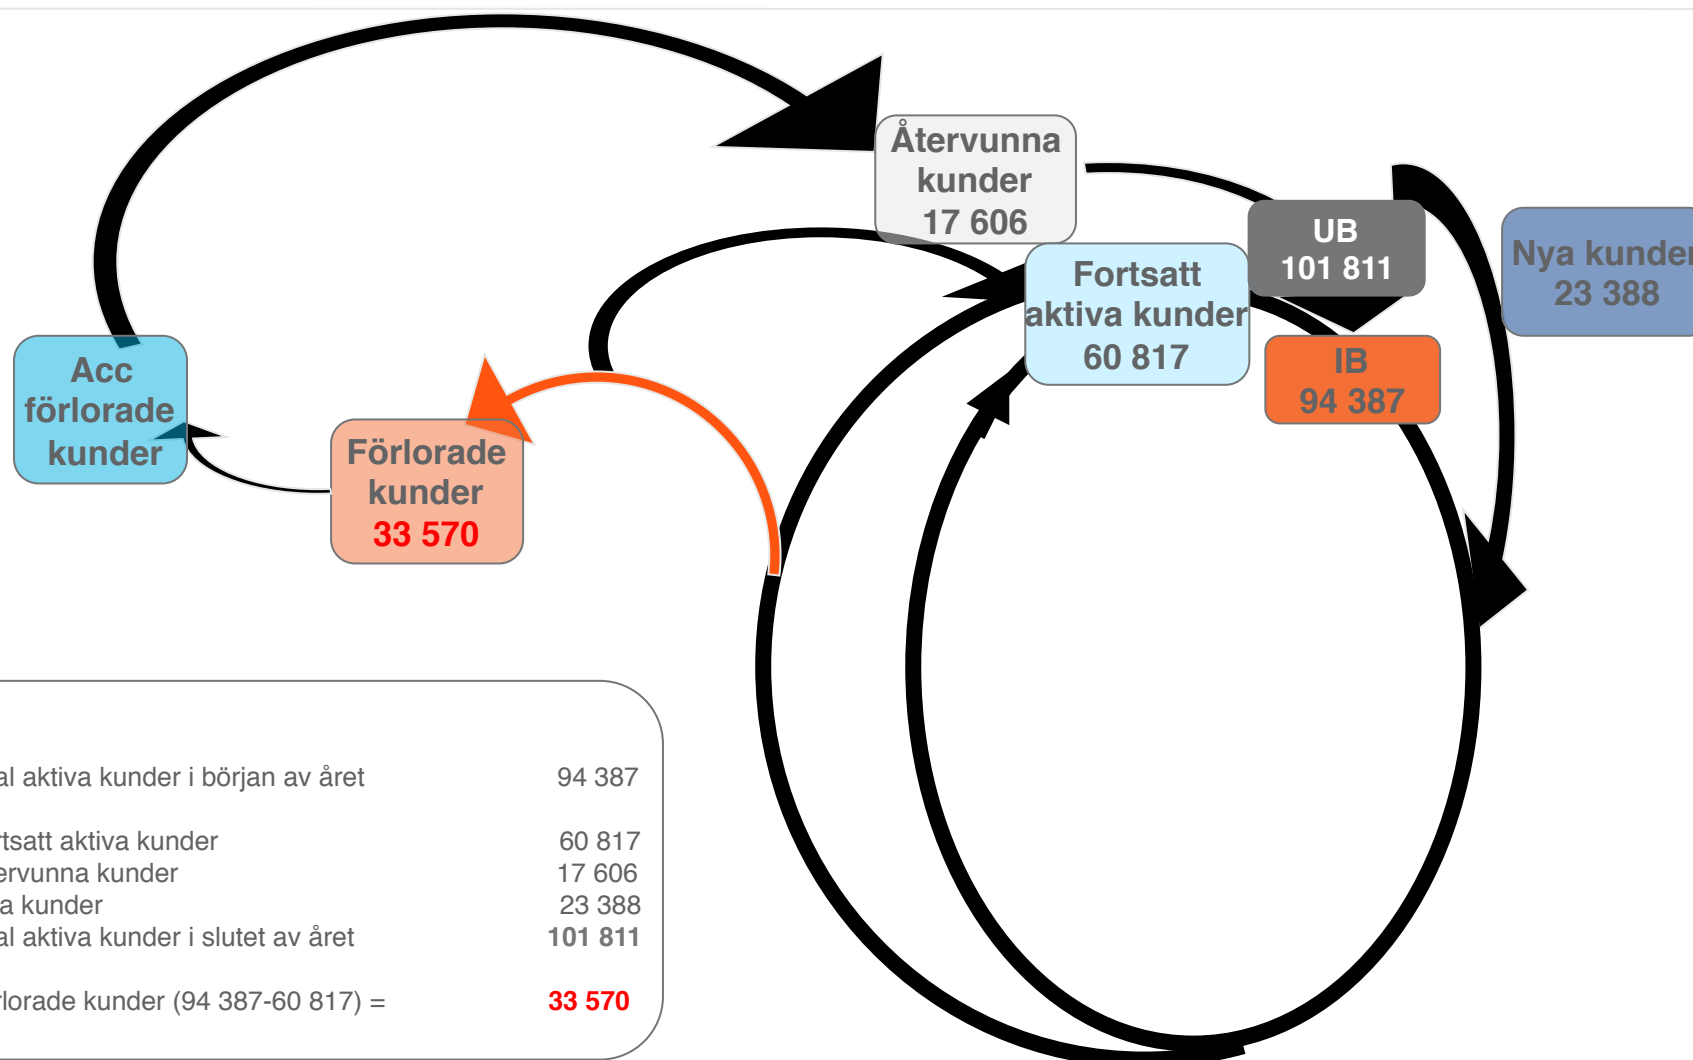 Återvunna
kunder
17 606
UB
101 811
Nya kunder
23 388
Fortsatt
aktiva kunder
60 817
IB
94 387
Acc
förlorade
kunder
Förlorade
kunder
33 570
al aktiva kunder i början av året 94 387
rtsatt aktiva kunder 60 817
ervunna kunder 17 606
a kunder 23 388
al aktiva kunder i slutet av året 101 811
rlorade kunder (94 387-60 817) = 33 570